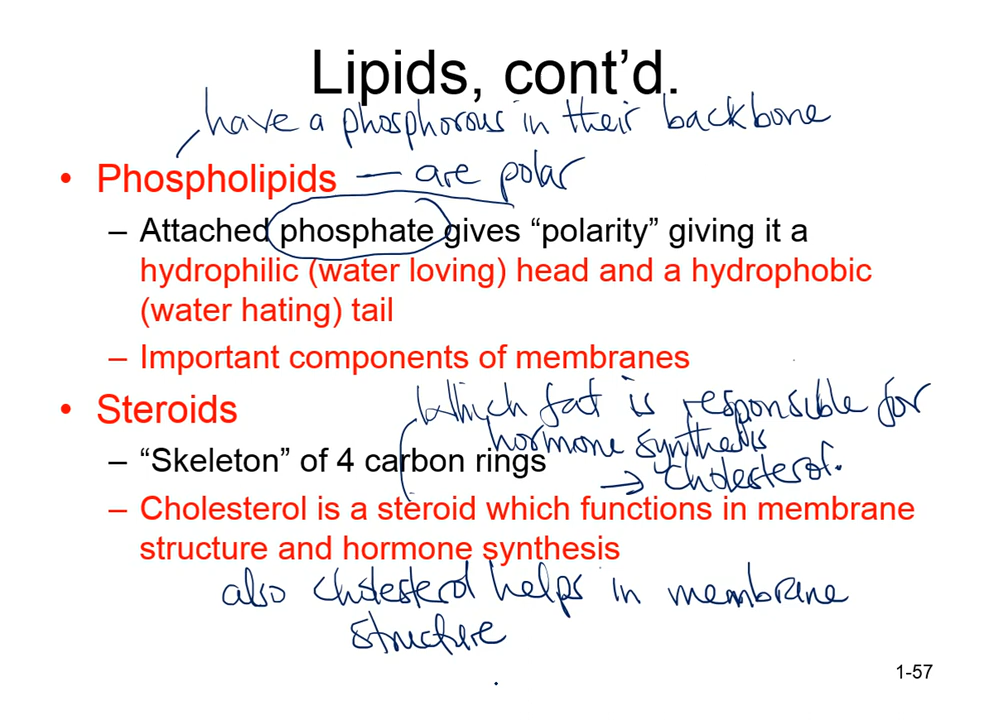 Lipids, cont’d.
have a phosphorous in their backbone
• Phospholipids — are polar
– Attached phosphate gives “polarity” giving it a
hydrophilic (water loving) head and a hydrophobic
(water hating) tail
– Important components of membranes
• Steroids
Which fat is responsible for
hormone synthesis
→ cholesterol.
– “Skeleton” of 4 carbon rings
– Cholesterol is a steroid which functions in membrane
structure and hormone synthesis
also cholesterol helps in membrane
structure
1-57